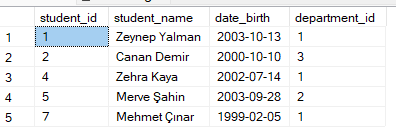 student_id student_name date_birth department_id
1 1 Zeynep Yalman 2003-10-13 1
2 2 Canan Demir 2000-10-10 3
3 4 Zehra Kaya 2002-07-14 1
4 5 Merve Şahin 2003-09-28 2
5 7 Mehmet Çınar 1999-02-05 1